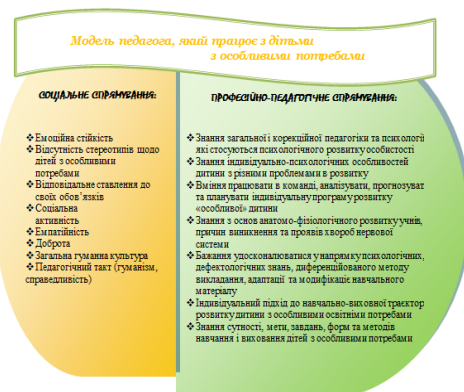 Модель педагога, який працює з дітьми
з особливими потребами
СОЦІАЛЬНЕ СПРЯМУВАННЯ:
❖Емоційна стійкість
❖Відсутність стереотипів щодо
дітей з особливими
потребами
❖Відповідальне ставлення до
своїх обов’язків
❖Соціальна
активність
❖Емпатійність
❖Доброта
❖Загальна гуманна культура
❖Педагогічний такт (гуманізм,
справедливість)
ПРОФЕСІЙНО-ПЕДАГОГІЧНЕ СПРЯМУВАННЯ:
❖Знання загальної і корекційної педагогіки та психології
які стосуються психологічного розвитку особистості
❖Знання індивідуально-психологічних особливостей
дитини з різними проблемами в розвитку
❖Вміння працювати в команді, аналізувати, прогнозуват
та планувати індивідуальну програму розвитку
«особливої» дитини
❖Знання з основ анатомо-фізіологічного розвитку учнів,
причин виникнення та проявів хвороб нервової
системи
❖Бажання удосконалюватися у напрямку психологічних,
дефектологічних знань, диференційованого методу
викладання, адаптації та модифікацїє навчального
матеріалу
❖Індивідуальний підхід до навчально-виховної траєктор
розвитку дитини з особливими освітніми потребами
❖Знання сутності, мети, завдань, форм та методів
навчання і виховання дітей з особливими потребами